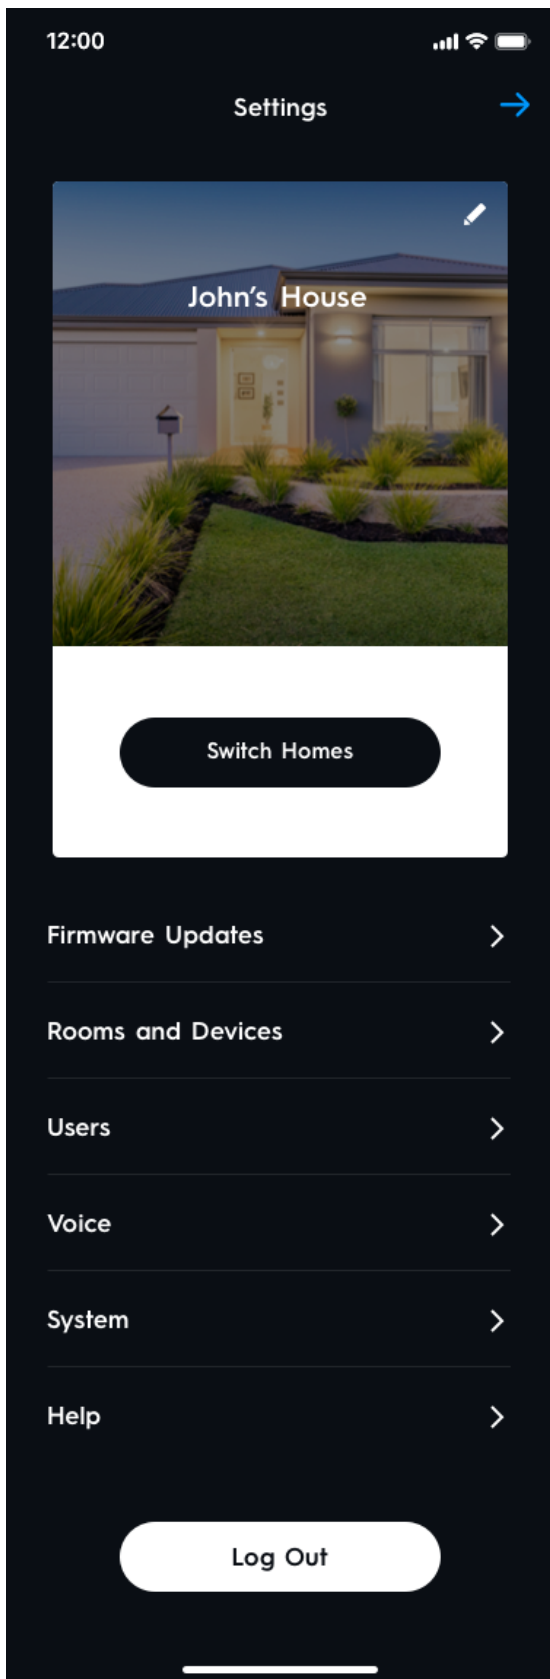 12:00
Settings
John's House
Switch Homes
Firmware Updates
Rooms and Devices
Users
Voice
System
Help
Log Out